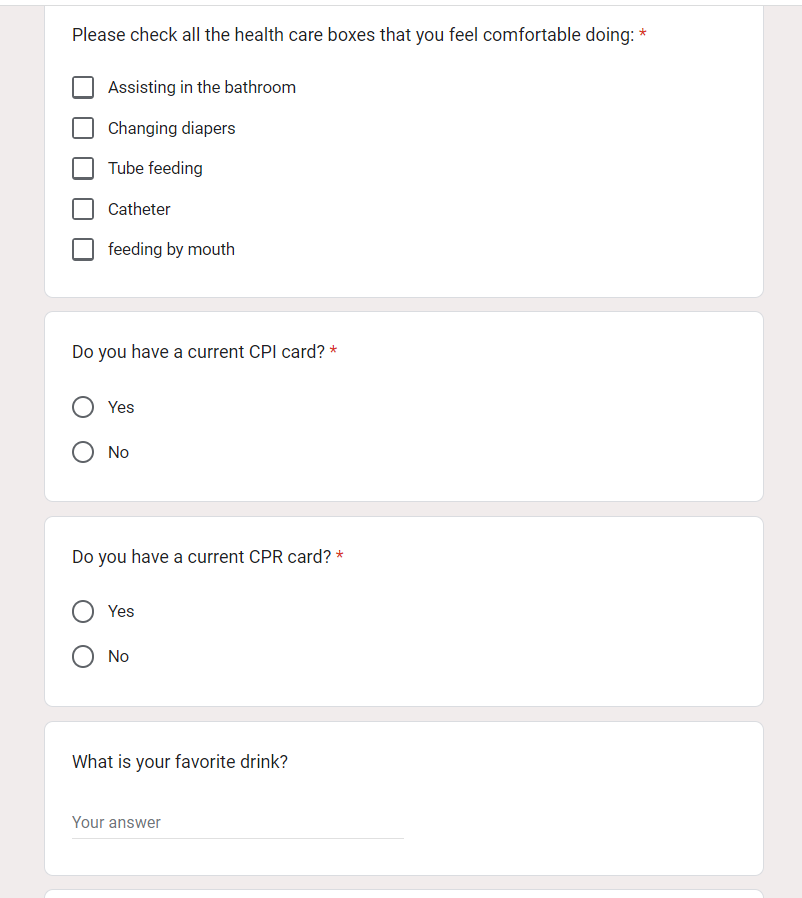 Please check all the health care boxes that you feel comfortable doing: *
Assisting in the bathroom
Changing diapers
Tube feeding
Catheter
feeding by mouth
Do you have a current CPI card? *
Yes
No
Do you have a current CPR card? *
Yes
No
What is your favorite drink?
Your answer